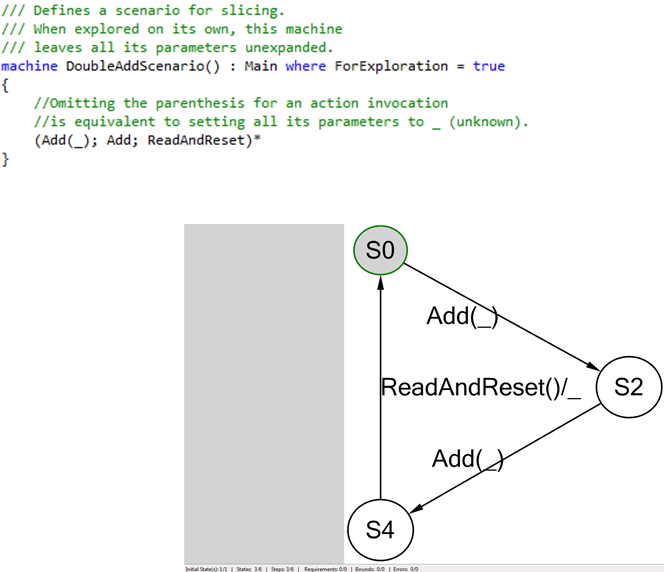 /// Defines a scenario for slicing.
/// When explored on its own, this machine
/// leaves all its parameters unexpanded.
machine DoubleAddScenario() : Main where ForExploration = true
{
//Omitting the parenthesis for an action invocation
//is equivalent to setting all its parameters to _ (unknown).
(Add(_); Add; ReadAndReset)*
}
S0
Add(_)
S2
ReadAndReset()/_
Add(_)
S4
Initial State(s): 1/1 | States: 3/6 | Steps: 3/6 | Requirements: 0/0 | Bounds: 0/0 | Errors: 0/0